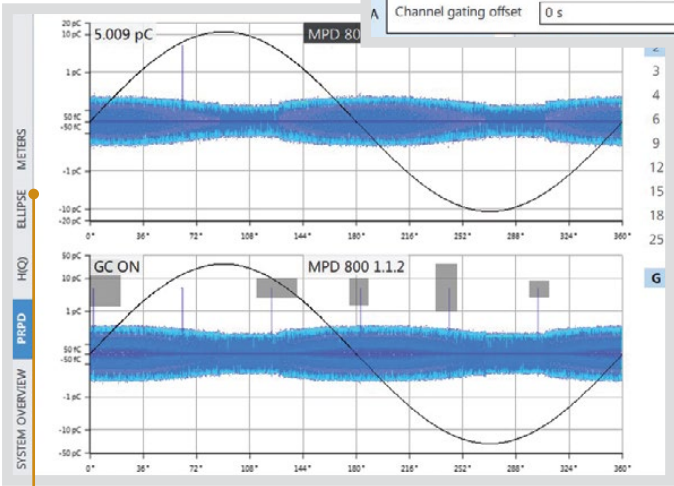 A
Channel gating offset
0 s
METERS
ELLIPSE
H(Q)
PRPD
SYSTEM OVERVIEW
5.009 pC
MPD 80
20 pC
10 pC
1 pC
50 fC
-50 fC
-1 pC
-10 pC
-20 pC
0°
36°
72°
108°
144°
180°
216°
252°
288°
324°
360°
GC ON
MPD 800 1.1.2
50 pC
10 pC
1 pC
50 fC
-50 fC
-1 pC
-10 pC
-50 pC
0°
36°
72°
108°
144°
180°
216°
252°
288°
324°
360°
2
3
4
6
9
12
15
18
25
G